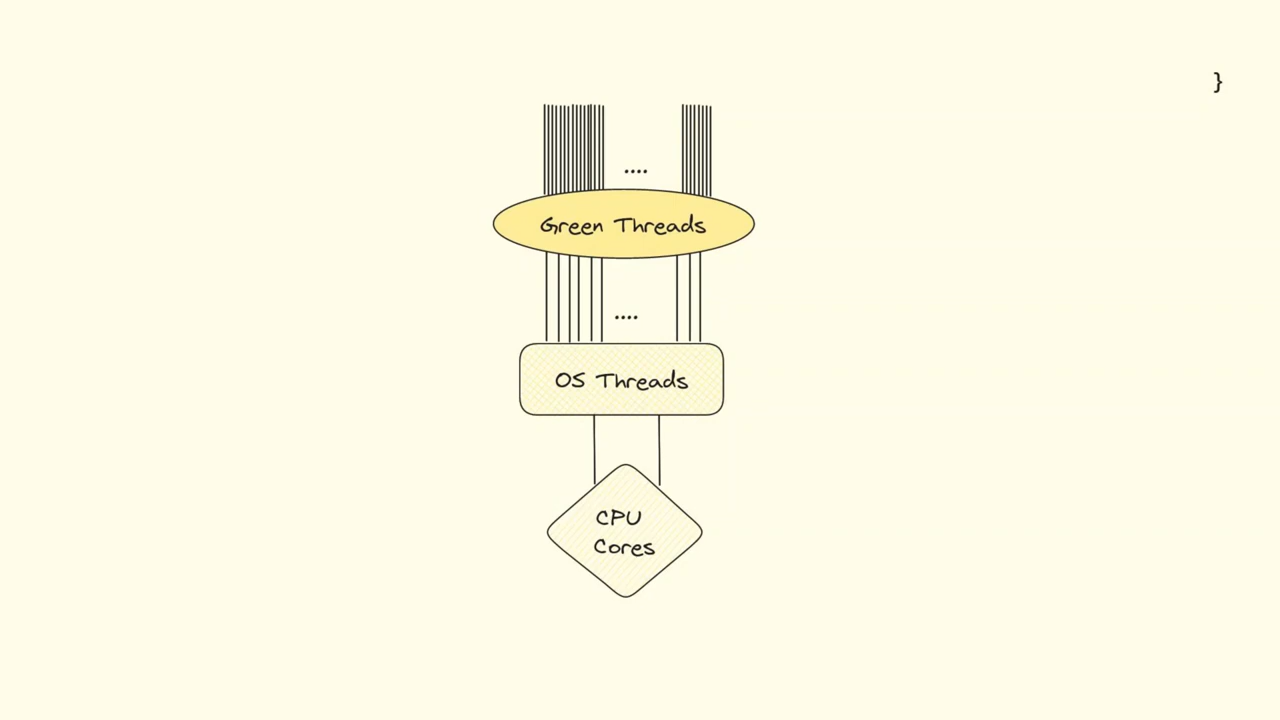 }
....
Green Threads
....
OS Threads
CPU
Cores